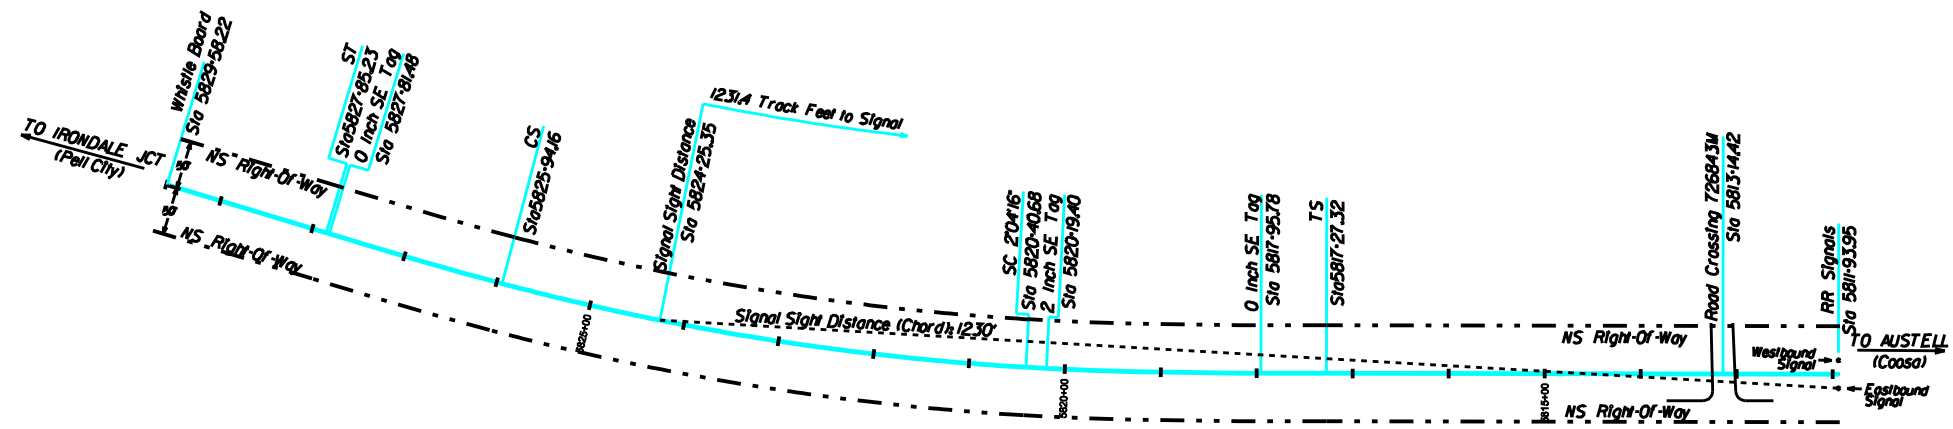 Whistle Board
Sta 5829+58.22
TO IRONDALE JCT
(Pell City)
50'
50'
NS Right-Of-Way
NS Right-Of-Way
ST
Sta5827+85.23
0 Inch SE Tag
Sta 5827+81.48
CS
Sta5825+94.16
5825+00
Signal Sight Distance
Sta 5824+25.35
1231.4 Track Feet to Signal
Signal Sight Distance (Chord): 1230'
SC 2°04'16"
Sta 5820+40.68
2 Inch SE Tag
Sta 5820+19.40
5820+00
0 Inch SE Tag
Sta 5817+95.78
TS
Sta5817+27.32
5815+00
NS Right-Of-Way
NS Right-Of-Way
Road Crossing 726843M
Sta 5813+14.42
RR Signals
Sta 5811+93.95
Westbound
Signal
TO AUSTELL
(Coosa)
Eastbound
Signal